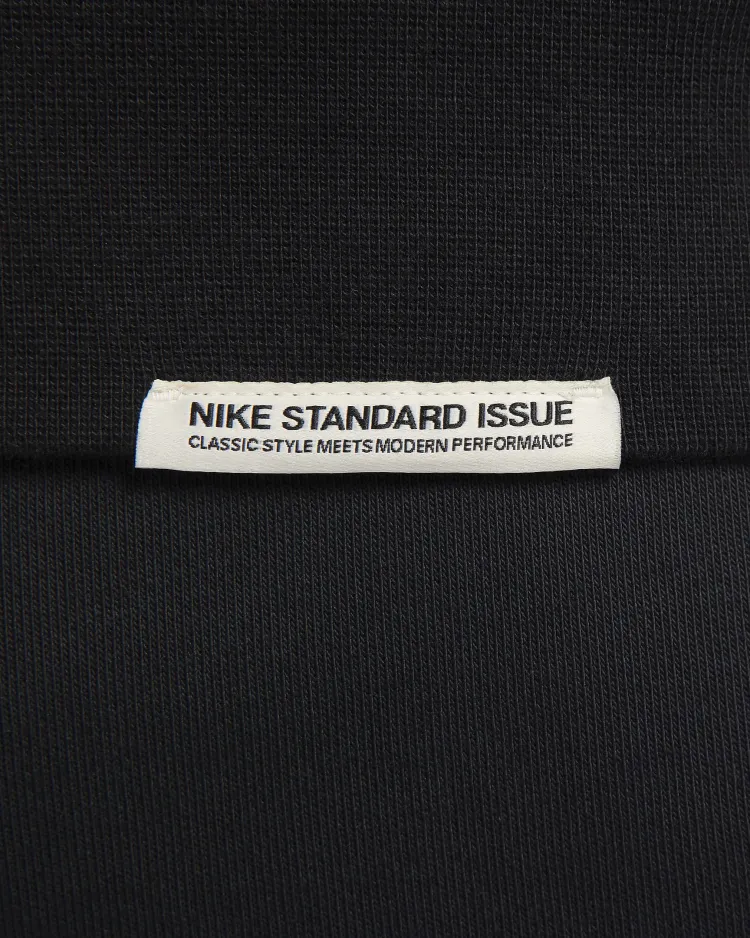 NIKE STANDARD ISSUE
CLASSIC STYLE MEETS MODERN PERFORMANCE